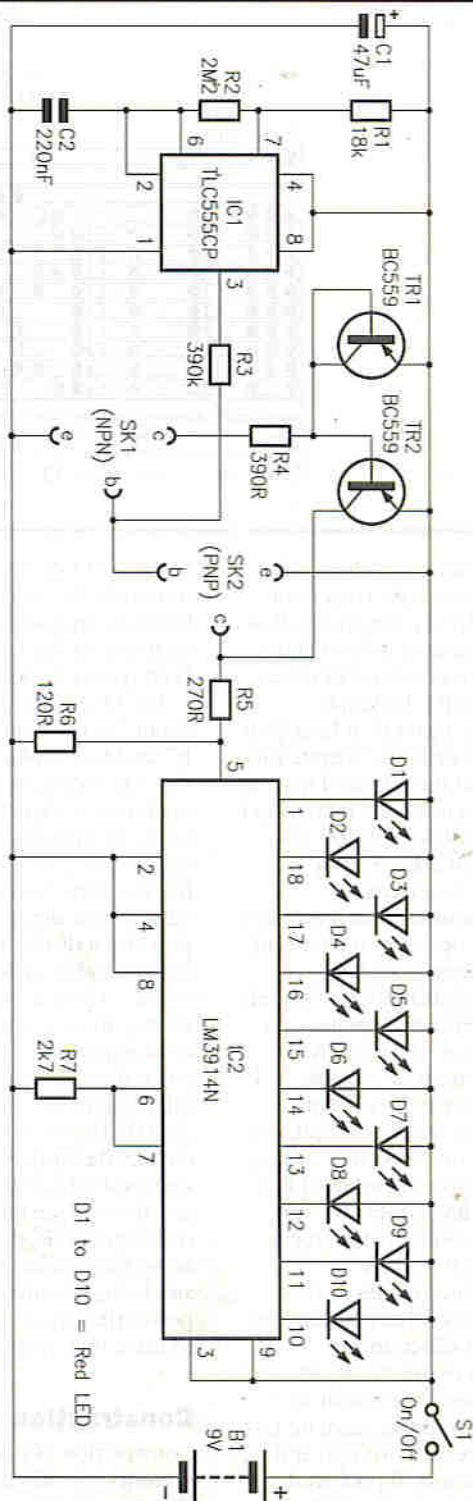 +
C1
47uF
R1
18k
R2
2M2
C2
220nF
7
6
2
4
8
IC1
TLC555CP
1
3
R3
390k
TR1
BC559
TR2
BC559
R4
390R
c
SK1
(NPN)
b
e
e
SK2
(PNP)
b
c
R5
270R
R6
120R
D1
D2
D3
D4
D5
D6
D7
D8
D9
D10
1
18
17
16
15
14
13
12
11
10
5
IC2
LM3914N
9
3
2
4
8
6
7
R7
2k7
D1 to D10 = Red LED
S1
On/Off
+
B1
9V
−